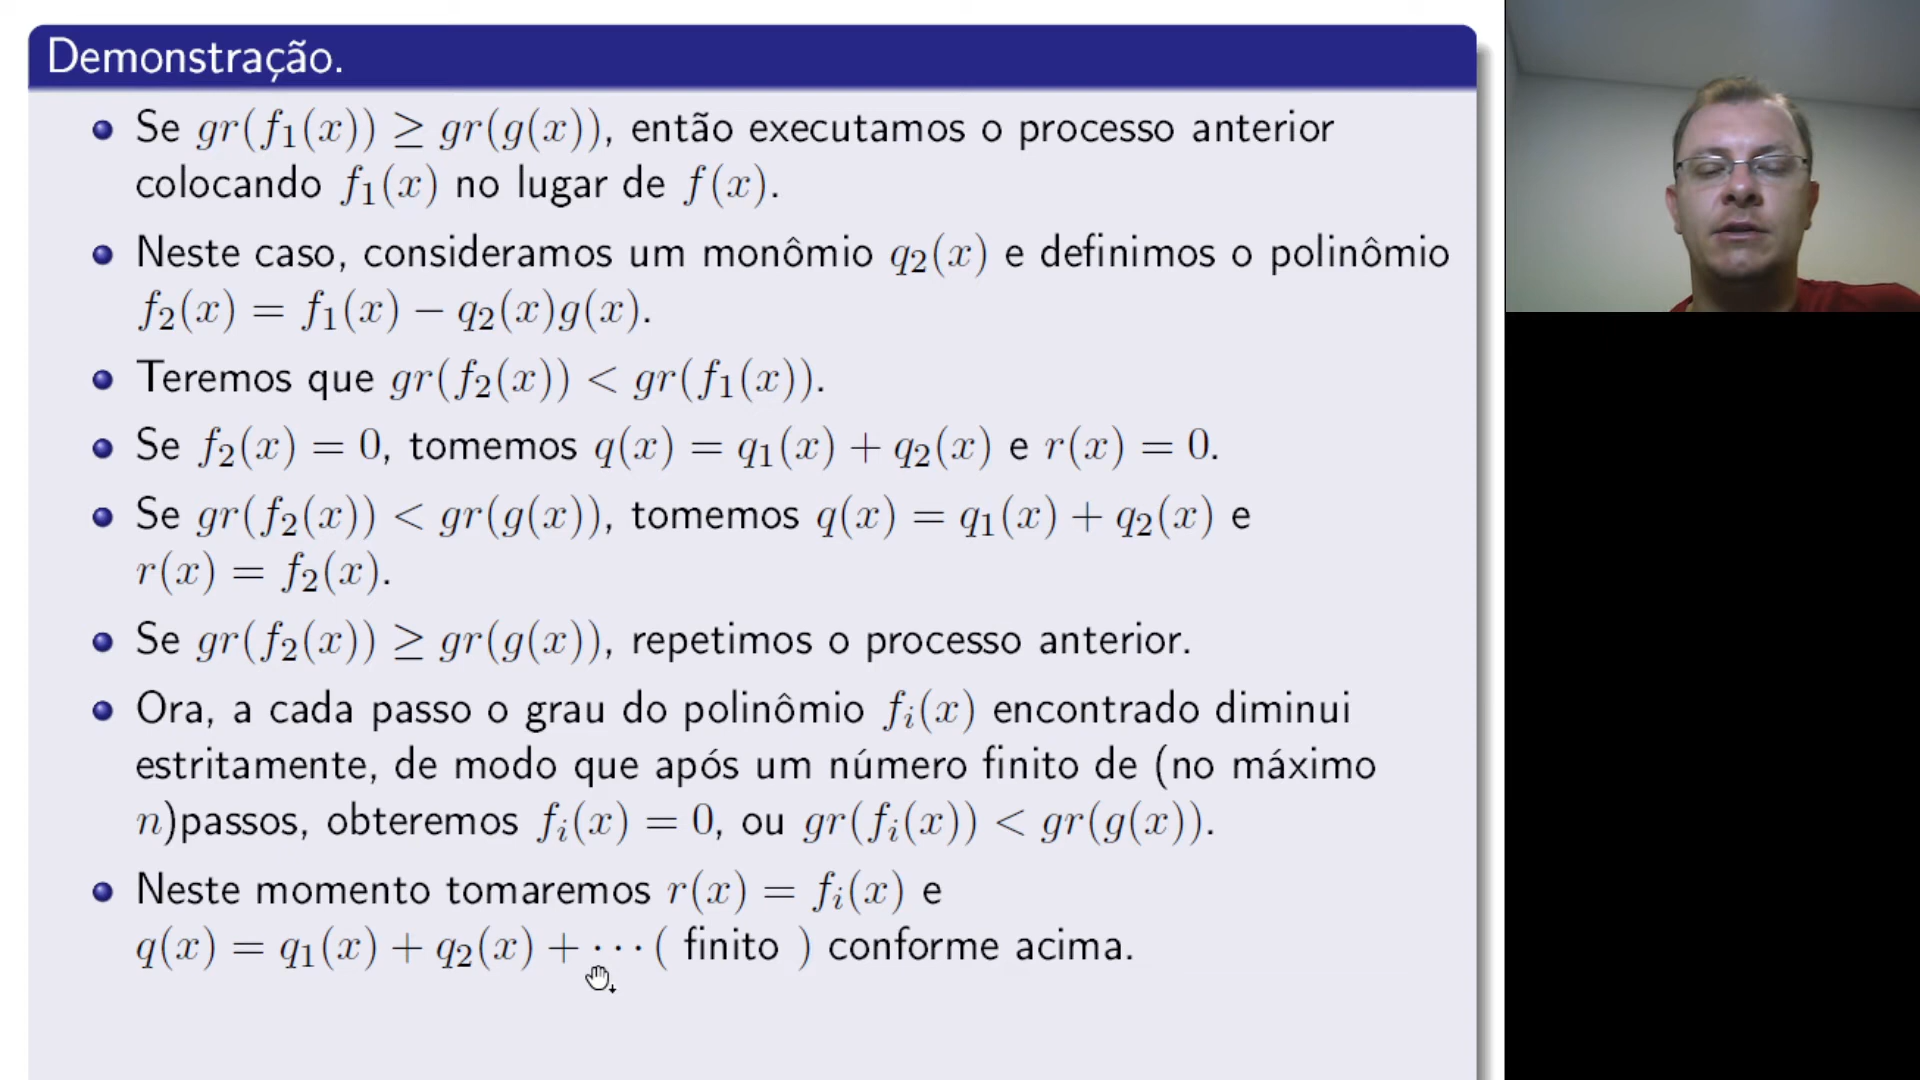 Demonstração.
Se gr(f₁(x)) ≥ gr(g(x)), então executamos o processo anterior
colocando f₁(x) no lugar de f(x).
Neste caso, consideramos um monômio q₂(x) e definimos o polinômio
f₂(x) = f₁(x) − q₂(x)g(x).
Teremos que gr(f₂(x)) < gr(f₁(x)).
Se f₂(x) = 0, tomemos q(x) = q₁(x) + q₂(x) e r(x) = 0.
Se gr(f₂(x)) < gr(g(x)), tomemos q(x) = q₁(x) + q₂(x) e
r(x) = f₂(x).
Se gr(f₂(x)) ≥ gr(g(x)), repetimos o processo anterior.
Ora, a cada passo o grau do polinômio fᵢ(x) encontrado diminui
estritamente, de modo que após um número finito de (no máximo
n)passos, obteremos fᵢ(x) = 0, ou gr(fᵢ(x)) < gr(g(x)).
Neste momento tomaremos r(x) = fᵢ(x) e
q(x) = q₁(x) + q₂(x) + ⋯ ( finito ) conforme acima.